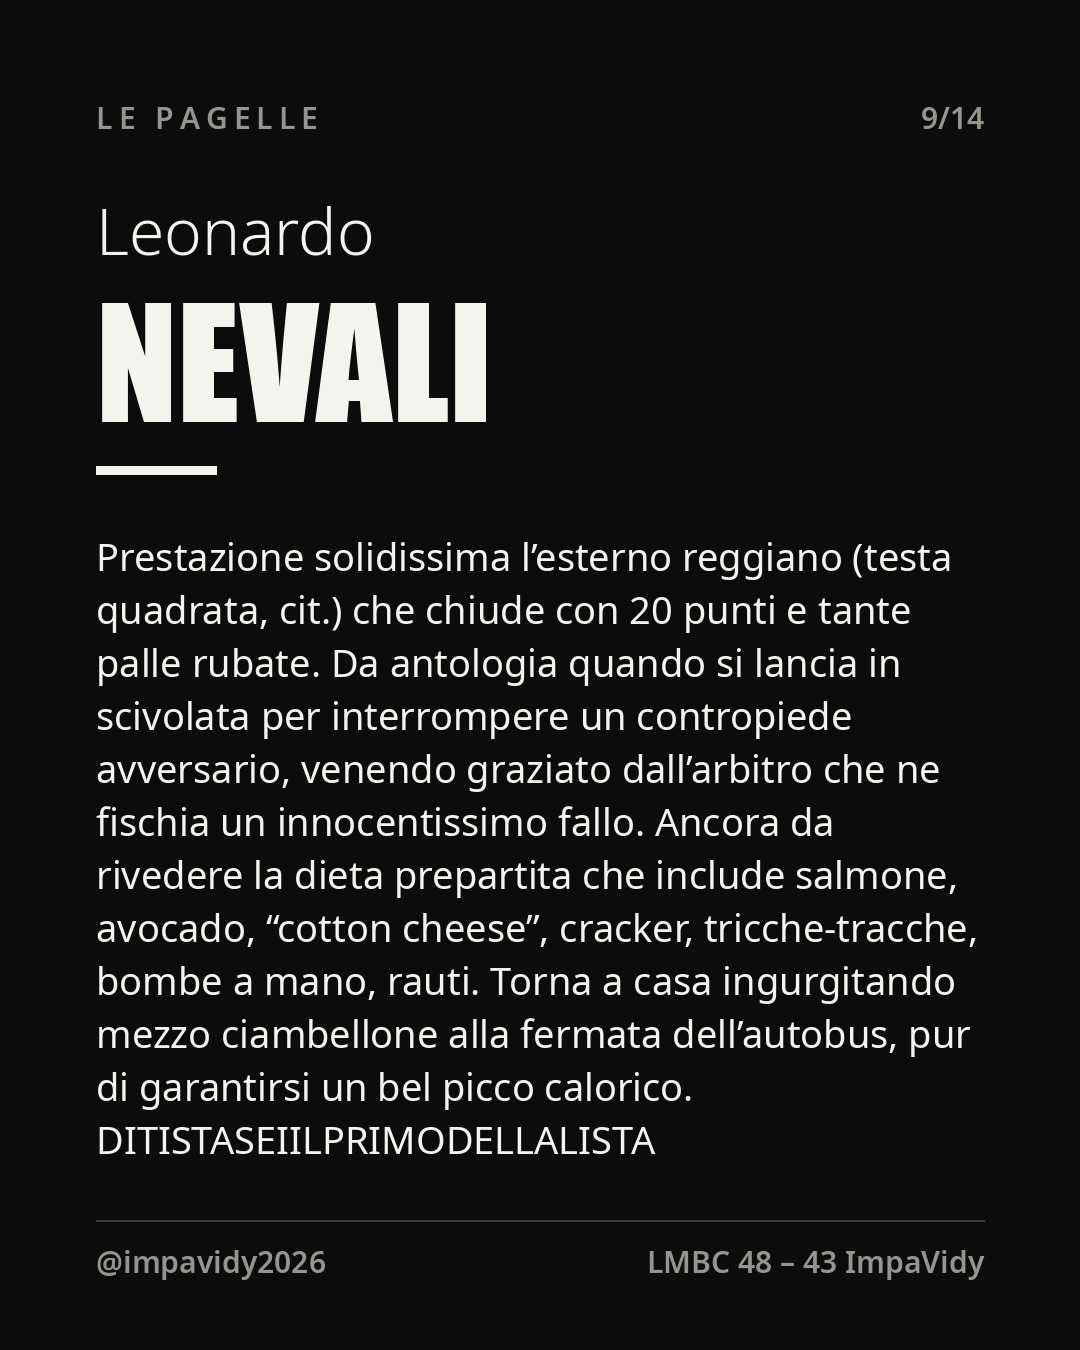 LE PAGELLE
9/14
Leonardo
NEVALI
Prestazione solidissima l’esterno reggiano (testa
quadrata, cit.) che chiude con 20 punti e tante
palle rubate. Da antologia quando si lancia in
scivolata per interrompere un contropiede
avversario, venendo graziato dall’arbitro che ne
fischia un innocentissimo fallo. Ancora da
rivedere la dieta prepartita che include salmone,
avocado, “cotton cheese”, cracker, tricche-tracche,
bombe a mano, rauti. Torna a casa ingurgitando
mezzo ciambellone alla fermata dell’autobus, pur
di garantirsi un bel picco calorico.
DITISTASEIILPRIMODELLALISTA
@impavidy2026
LMBC 48 – 43 ImpaVidy